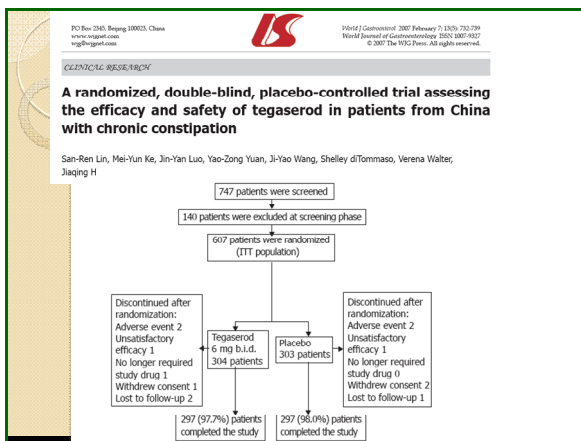 PO Box 2345, Beijing 100023, China
www.wjgnet.com
wjg@wjgnet.com
World J Gastroenterol 2007 February 7; 13(5): 732-739
World Journal of Gastroenterology ISSN 1007-9327
© 2007 The WJG Press. All rights reserved.
CLINICAL RESEARCH
A randomized, double-blind, placebo-controlled trial assessing
the efficacy and safety of tegaserod in patients from China
with chronic constipation
San-Ren Lin, Mei-Yun Ke, Jin-Yan Luo, Yao-Zong Yuan, Ji-Yao Wang, Shelley diTommaso, Verena Walter,
Jiaqing H
747 patients were screened
140 patients were excluded at screening phase
607 patients were randomized
(ITT population)
Discontinued after
randomization:
Adverse event 2
Unsatisfactory
efficacy 1
No longer required
study drug 1
Withdrew consent 1
Lost to follow-up 2
Tegaserod
6 mg b.i.d.
304 patients
Placebo
303 patients
Discontinued after
randomization:
Adverse event 2
Unsatisfactory
efficacy 1
No longer required
study drug 0
Withdrew consent 2
Lost to follow-up 1
297 (97.7%) patients
completed the study
297 (98.0%) patients
completed the study